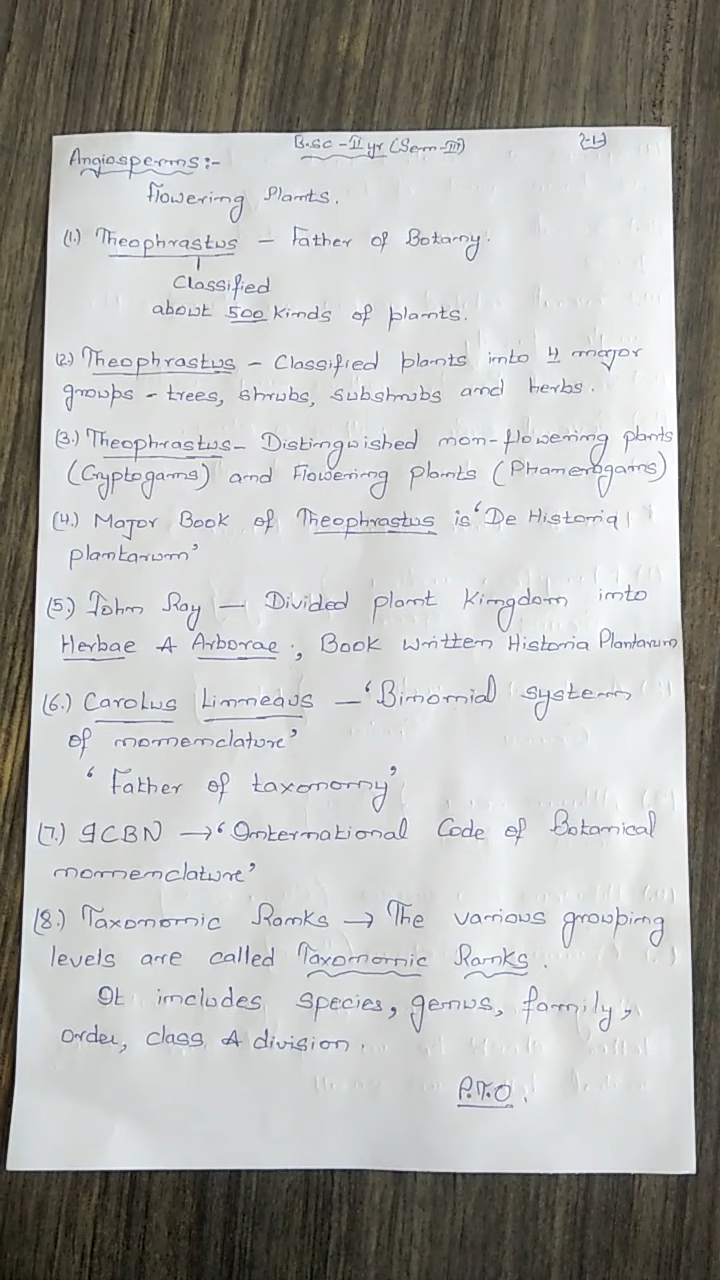 B.sc - II yr (Sem-III)
Angiosperms:-
flowering Plants.
(1.) Theophrastus - Father of Botany.
Classified
about 500 kinds of plants.
(2.) Theophrastus - Classified plants into 4 major
groups - trees, shrubs, subshrubs and herbs.
(3.) Theophrastus - Distinguished non-flowering plants
(Cryptogams) and Flowering Plants (Phanerogams)
(4.) Major Book of Theophrastus is 'De Historia
plantarum'
(5.) John Ray - Divided plant Kingdom into
Herbae & Arborae, Book written Historia Plantarum
(6.) Carolus Linneaus - 'Binomial system
of nomenclature'
'Father of taxonomy'
(7.) ICBN → 'International Code of Botanical
nomenclature'
(8.) Taxonomic Ranks → The various grouping
levels are called Taxonomic Ranks.
It includes species, genus, family,
order, class & division.
P.T.O.